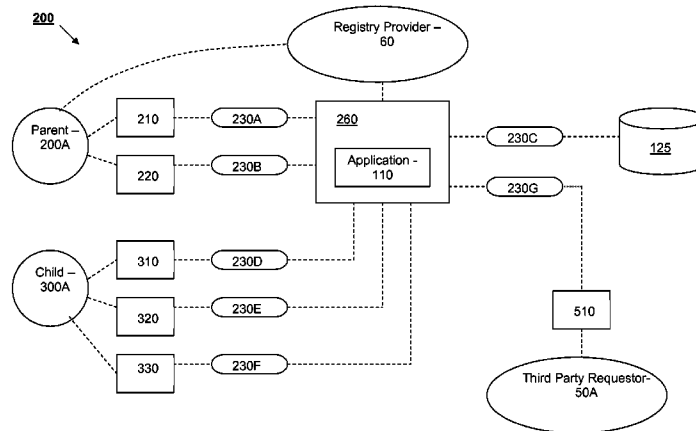 200
Registry Provider –
60
Parent –
200A
210
230A
220
230B
260
Application -
110
230C
125
230G
Child –
300A
310
230D
320
230E
330
230F
510
Third Party Requestor-
50A